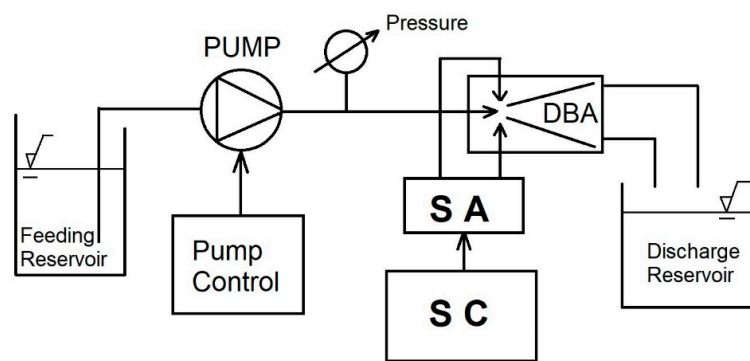 PUMP
Pressure
DBA
S A
Feeding
Reservoir
Pump
Control
S C
Discharge
Reservoir